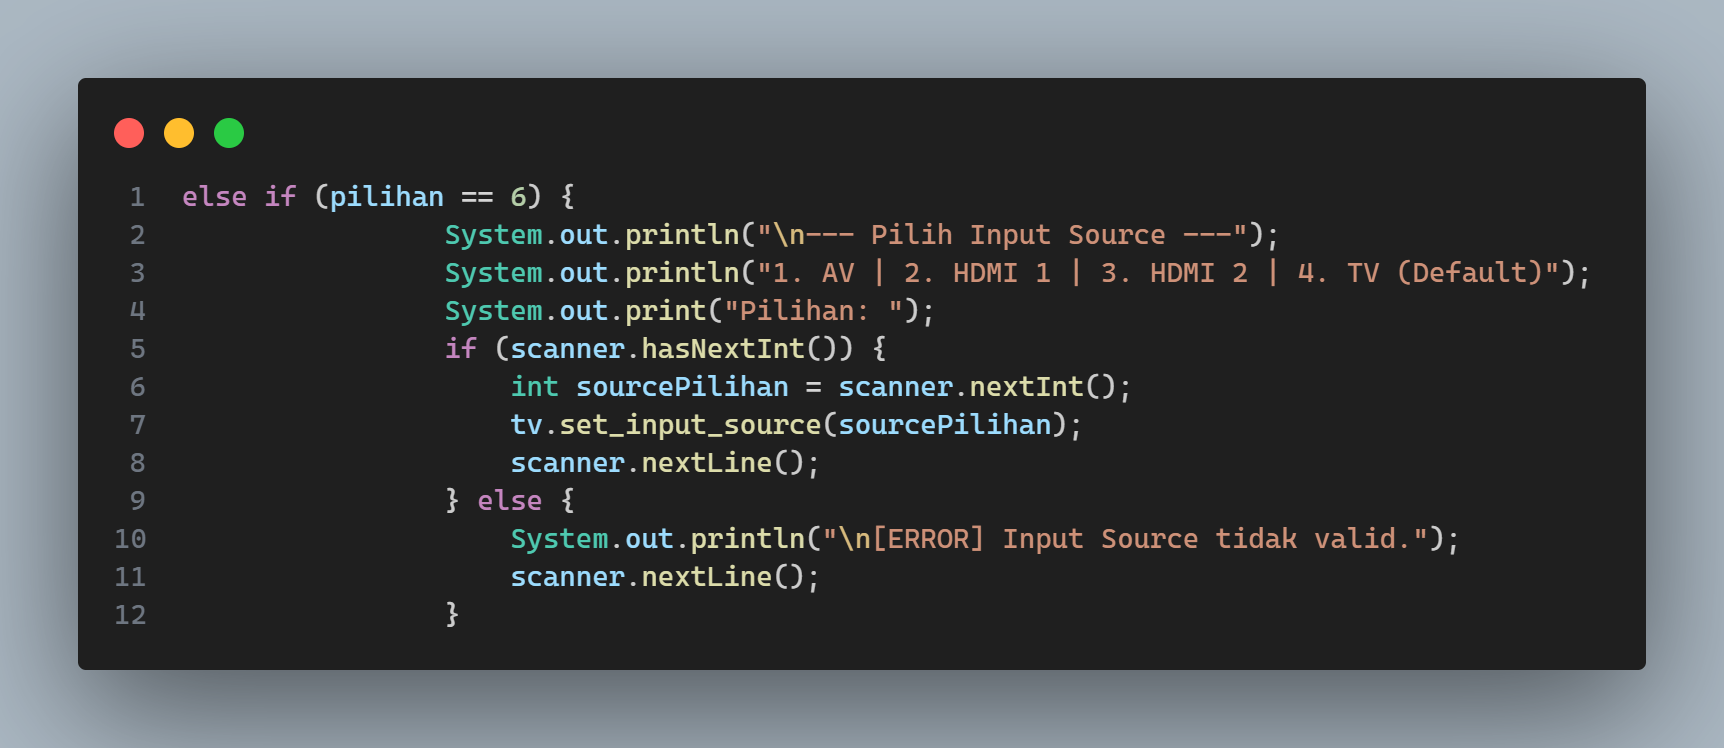 1 else if (pilihan == 6) {
2 System.out.println("\n--- Pilih Input Source ---");
3 System.out.println("1. AV | 2. HDMI 1 | 3. HDMI 2 | 4. TV (Default)");
4 System.out.print("Pilihan: ");
5 if (scanner.hasNextInt()) {
6 int sourcePilihan = scanner.nextInt();
7 tv.set_input_source(sourcePilihan);
8 scanner.nextLine();
9 } else {
10 System.out.println("\n[ERROR] Input Source tidak valid.");
11 scanner.nextLine();
12 }